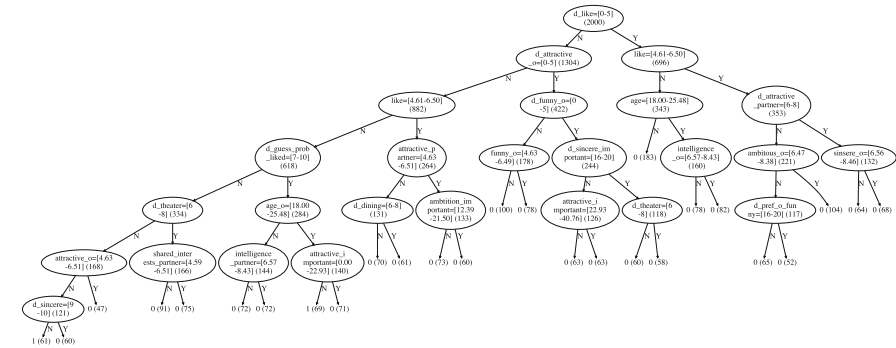 d_like=[0-5]
(2000)
N Y
d_attractive
_o=[0-5] (1304)
like=[4.61-6.50]
(696)
N Y N Y
like=[4.61-6.50]
(882)
d_funny_o=[0
-5] (422)
age=[18.00-25.48]
(343)
d_attractive
_partner=[6-8]
(353)
N Y N Y N Y N Y
d_guess_prob
_liked=[7-10]
(618)
attractive_p
artner=[4.63
-6.51] (264)
funny_o=[4.63
-6.49] (178)
d_sincere_im
portant=[16-20]
(244)
0 (183)
intelligence
_o=[6.57-8.43]
(160)
ambitous_o=[6.47
-8.38] (221)
sinsere_o=[6.56
-8.46] (132)
N Y N Y N Y N Y N Y N Y N Y
d_theater=[6
-8] (334)
age_o=[18.00
-25.48] (284)
d_dining=[6-8]
(131)
ambition_im
portant=[12.39
-21.50] (133)
0 (100) 0 (78)
attractive_i
mportant=[22.93
-40.76] (126)
d_theater=[6
-8] (118)
0 (78) 0 (82)
d_pref_o_fun
ny=[16-20] (117)
0 (104) 0 (64) 0 (68)
N Y N Y N Y N Y N Y N Y N Y
attractive_o=[4.63
-6.51] (168)
shared_inter
ests_partner=[4.59
-6.51] (166)
intelligence
_partner=[6.57
-8.43] (144)
attractive_i
mportant=[0.00
-22.93] (140)
0 (70) 0 (61) 0 (73) 0 (60) 0 (63) 0 (63) 0 (60) 0 (58) 0 (65) 0 (52)
N Y N Y N Y N Y
d_sincere=[9
-10] (121)
0 (47) 0 (91) 0 (75) 0 (72) 0 (72) 1 (69) 0 (71)
N Y
1 (61) 0 (60)